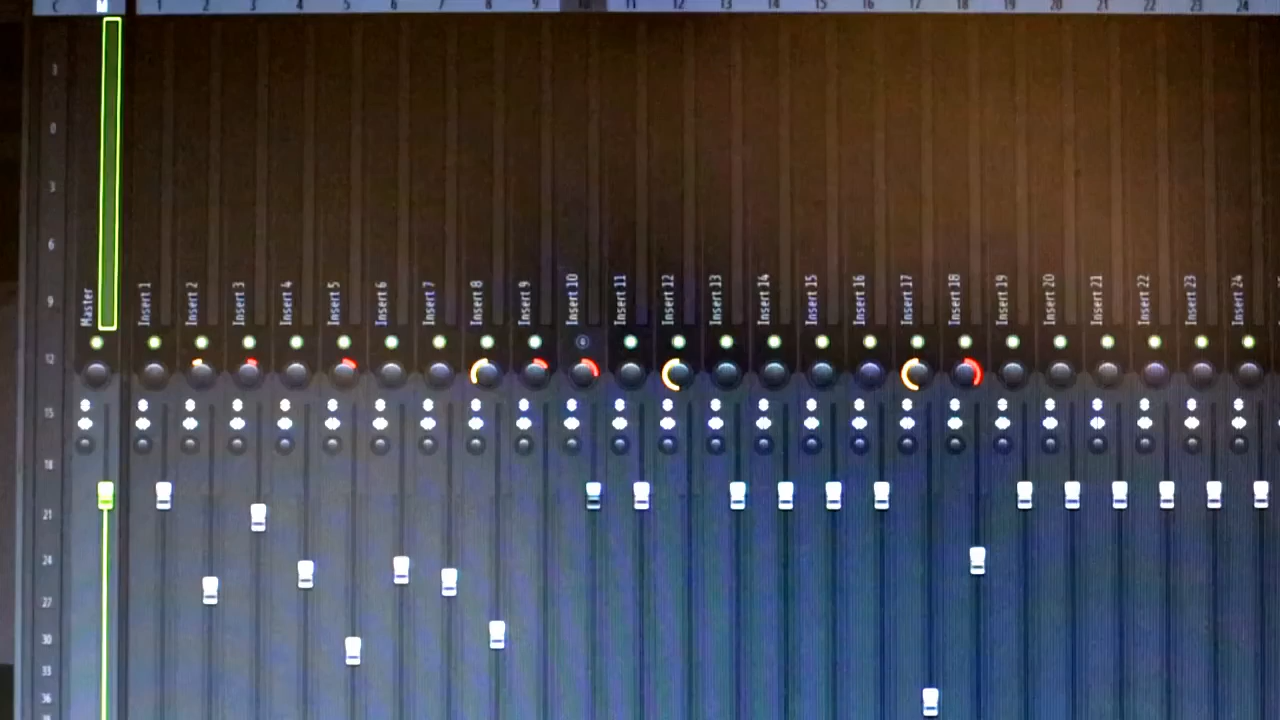 C M 1 2 3 4 5 6 7 8 9 10 11 12 13 14 15 16 17 18 19 20 21 22 23 24
3
0
3
6
9
12
15
18
21
24
27
30
33
36
Master
Insert 1
Insert 2
Insert 3
Insert 4
Insert 5
Insert 6
Insert 7
Insert 8
Insert 9
Insert 10
Insert 11
Insert 12
Insert 13
Insert 14
Insert 15
Insert 16
Insert 17
Insert 18
Insert 19
Insert 20
Insert 21
Insert 22
Insert 23
Insert 24